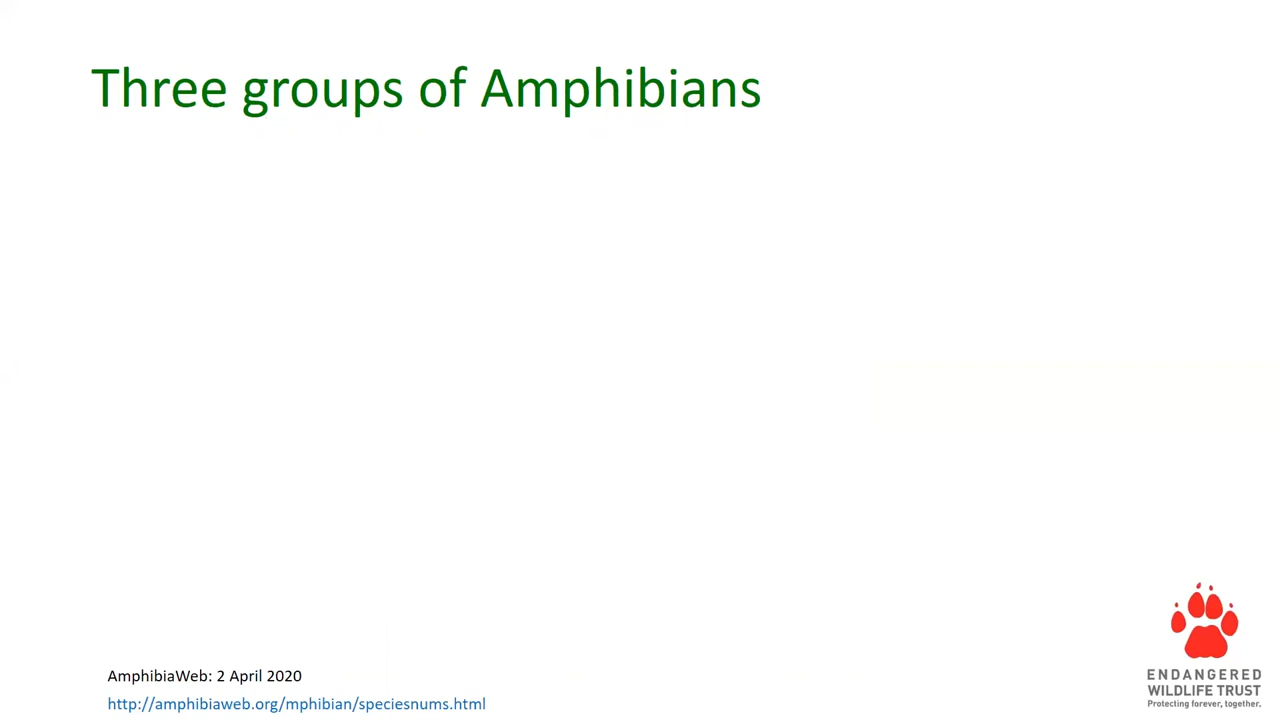 Three groups of Amphibians
AmphibiaWeb: 2 April 2020
http://amphibiaweb.org/mphibian/speciesnums.html
ENDANGERED
WILDLIFE TRUST
Protecting forever, together.